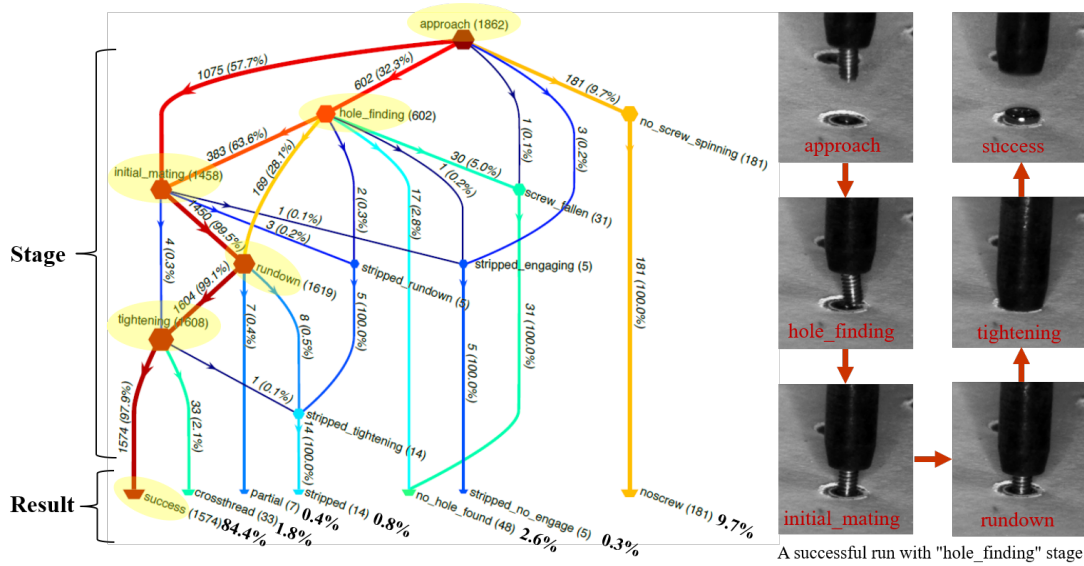 approach (1862)
1075 (57.7%)
602 (32.3%)
181 (9.7%)
hole_finding (602)
1 (0.1%)
3 (0.2%)
no_screw_spinning (181)
383 (63.6%)
169 (28.1%)
30 (5.0%)
1 (0.2%)
initial_mating (1458)
2 (0.3%)
17 (2.8%)
screw_fallen (31)
1450 (99.5%)
1 (0.1%)
3 (0.2%)
Stage
4 (0.3%)
rundown (1619)
stripped_rundown (5)
stripped_engaging (5)
181 (100.0%)
1604 (99.1%)
7 (0.4%)
8 (0.5%)
5 (100.0%)
31 (100.0%)
tightening (1608)
5 (100.0%)
1 (0.1%)
1574 (97.9%)
33 (2.1%)
stripped_tightening (14)
14 (100.0%)
Result
success (1574)
84.4%
crossthread (33)
1.8%
partial (7)
0.4%
stripped (14)
0.8%
no_hole_found (48)
2.6%
stripped_no_engage (5)
0.3%
noscrew (181)
9.7%
approach
success
hole_finding
tightening
initial_mating
rundown
A successful run with "hole_finding" stage